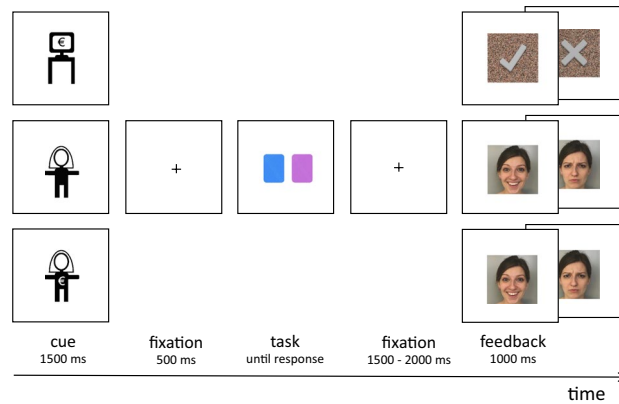 €
+
+
€
cue
1500 ms
fixation
500 ms
task
until response
fixation
1500 - 2000 ms
feedback
1000 ms
time